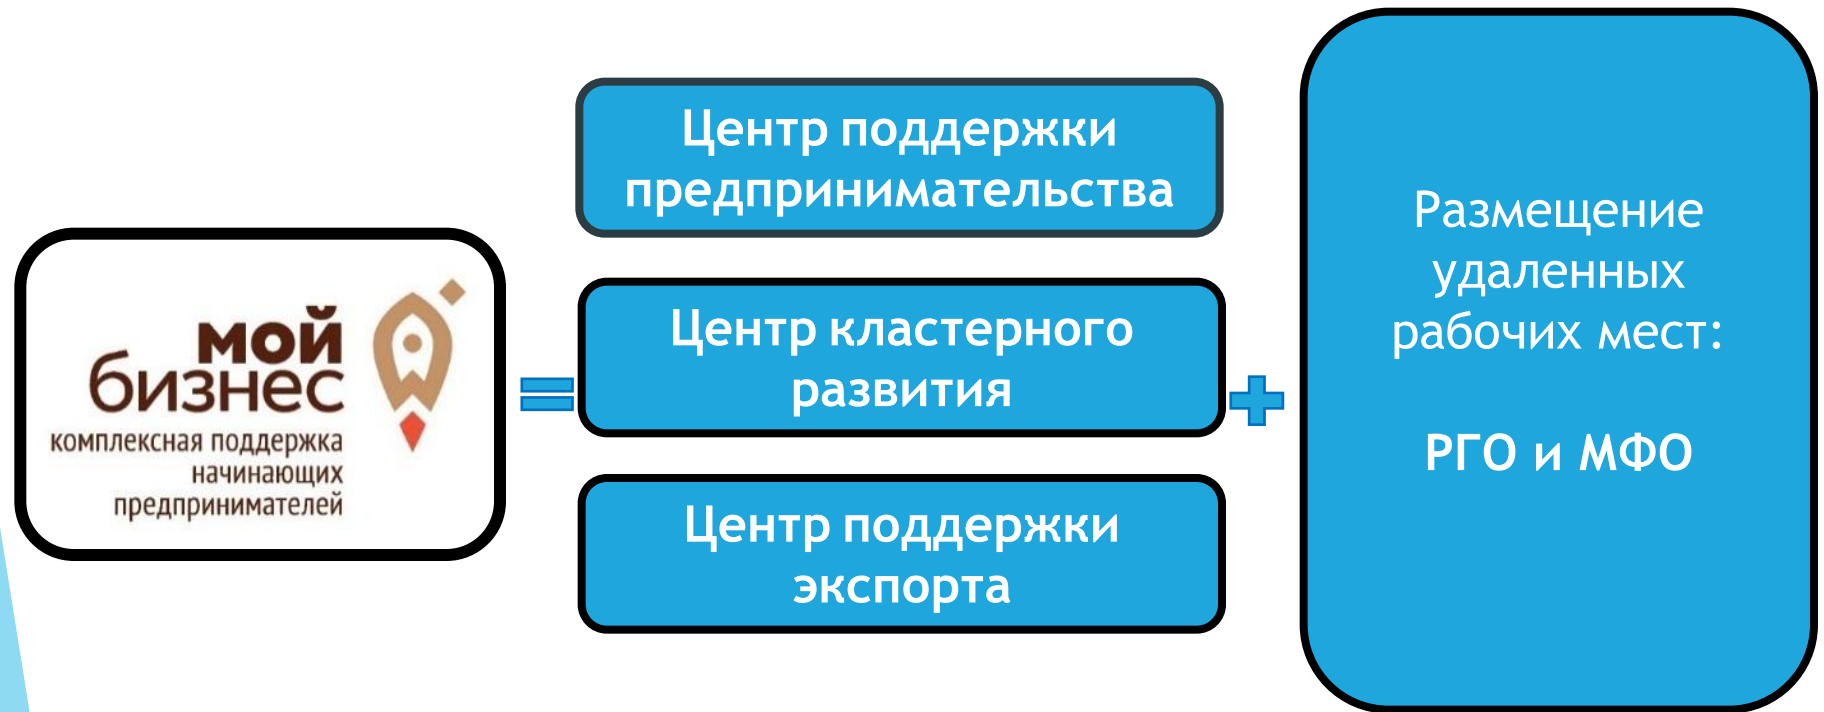 мой
бизнес
комплексная поддержка
начинающих
предпринимателей
=
Центр поддержки
предпринимательства
Центр кластерного
развития
Центр поддержки
экспорта
+
Размещение
удаленных
рабочих мест:
РГО и МФО